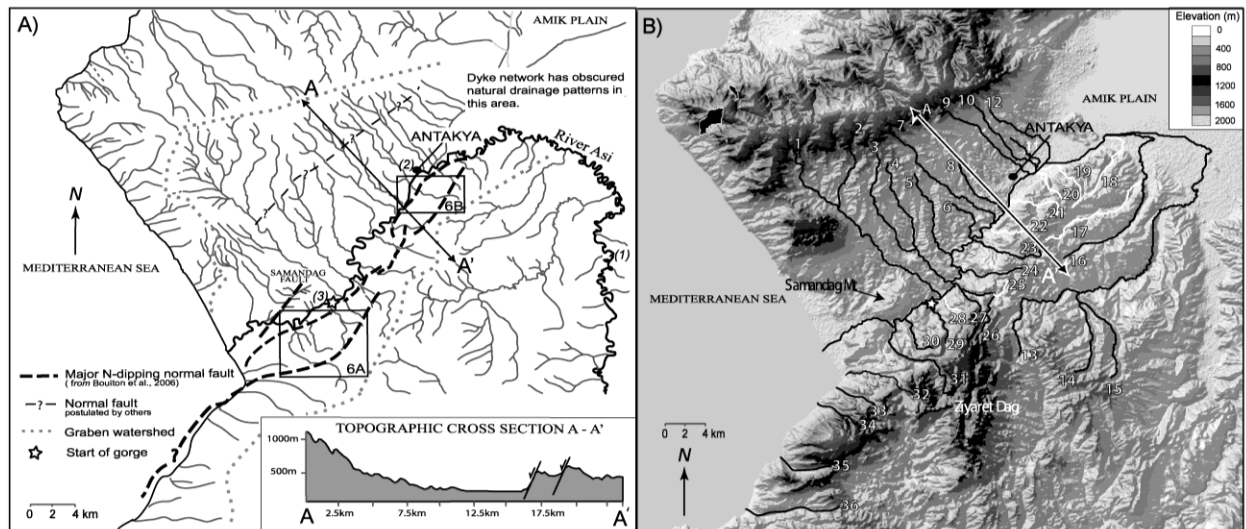 A)
AMIK PLAIN
Dyke network has obscured
natural drainage patterns in
this area.
A
?
ANTAKYA
River Asi
(2)
?
6B
N
?
A'
(1)
MEDITERRANEAN SEA
SAMANDAG
FAULT
(3)
6A
Major N-dipping normal fault
( from Boulton et al., 2006)
?
Normal fault
postulated by others
Graben watershed
Start of gorge
0 2 4 km
TOPOGRAPHIC CROSS SECTION A - A'
1000m
500m
A
2.5km
7.5km
12.5km
17.5km
A'
B)
Elevation (m)
0
400
800
1200
1600
2000
AMIK PLAIN
ANTAKYA
A
1
2
3
4
5
6
7
8
9
10
12
19
18
20
21
22
17
23
16
24
25
A'
Samandag Mt
MEDITERRANEAN SEA
28
27
26
30
29
13
14
15
31
32
Ziyaret Dag
33
34
35
36
0 2 4 km
N